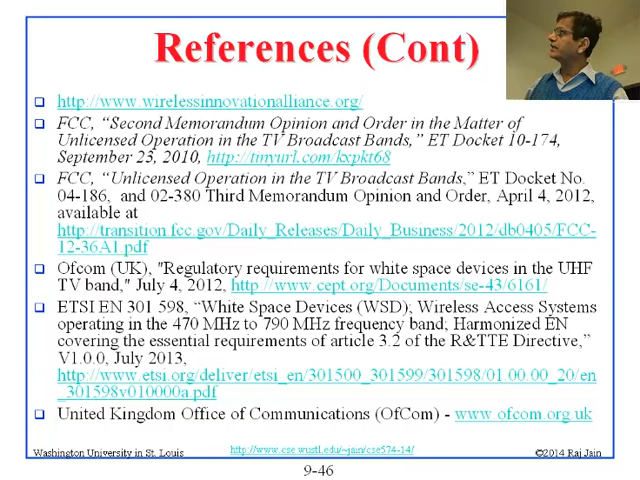 References (Cont)
http://www.wirelessinnovationalliance.org/
FCC, “Second Memorandum Opinion and Order in the Matter of
Unlicensed Operation in the TV Broadcast Bands,” ET Docket 10-174,
September 23, 2010, http://tinyurl.com/kxpkt68
FCC, “Unlicensed Operation in the TV Broadcast Bands,” ET Docket No.
04-186, and 02-380 Third Memorandum Opinion and Order, April 4, 2012,
available at
http://transition.fcc.gov/Daily_Releases/Daily_Business/2012/db0405/FCC-
12-36A1.pdf
Ofcom (UK), "Regulatory requirements for white space devices in the UHF
TV band," July 4, 2012, http://www.cept.org/Documents/se-43/6161/
ETSI EN 301 598, “White Space Devices (WSD); Wireless Access Systems
operating in the 470 MHz to 790 MHz frequency band; Harmonized EN
covering the essential requirements of article 3.2 of the R&TTE Directive,”
V1.0.0, July 2013,
http://www.etsi.org/deliver/etsi_en/301500_301599/301598/01.00.00_20/en
_301598v010000a.pdf
United Kingdom Office of Communications (OfCom) - www.ofcom.org.uk
Washington University in St. Louis
http://www.cse.wustl.edu/~jain/cse574-14/
©2014 Raj Jain
9-46